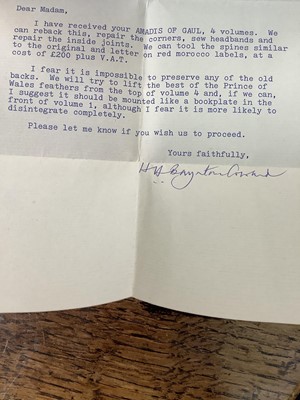 Dear Madam,
I have received your AMADIS OF GAUL, 4 volumes. We
can reback this, repair the corners, sew headbands and
repair the inside joints. We can tool the spines similar
to the original and letter on red morocco labels, at a
cost of £200 plus V.A.T.
I fear it is impossible to preserve any of the old
backs. We will try to lift the best of the Prince of
Wales feathers from the top of volume 4 and, if we can,
I suggest it should be mounted like a bookplate in the
front of volume 1, although I fear it is more likely to
disintegrate completely.
Please let me know if you wish us to proceed.
Yours faithfully,